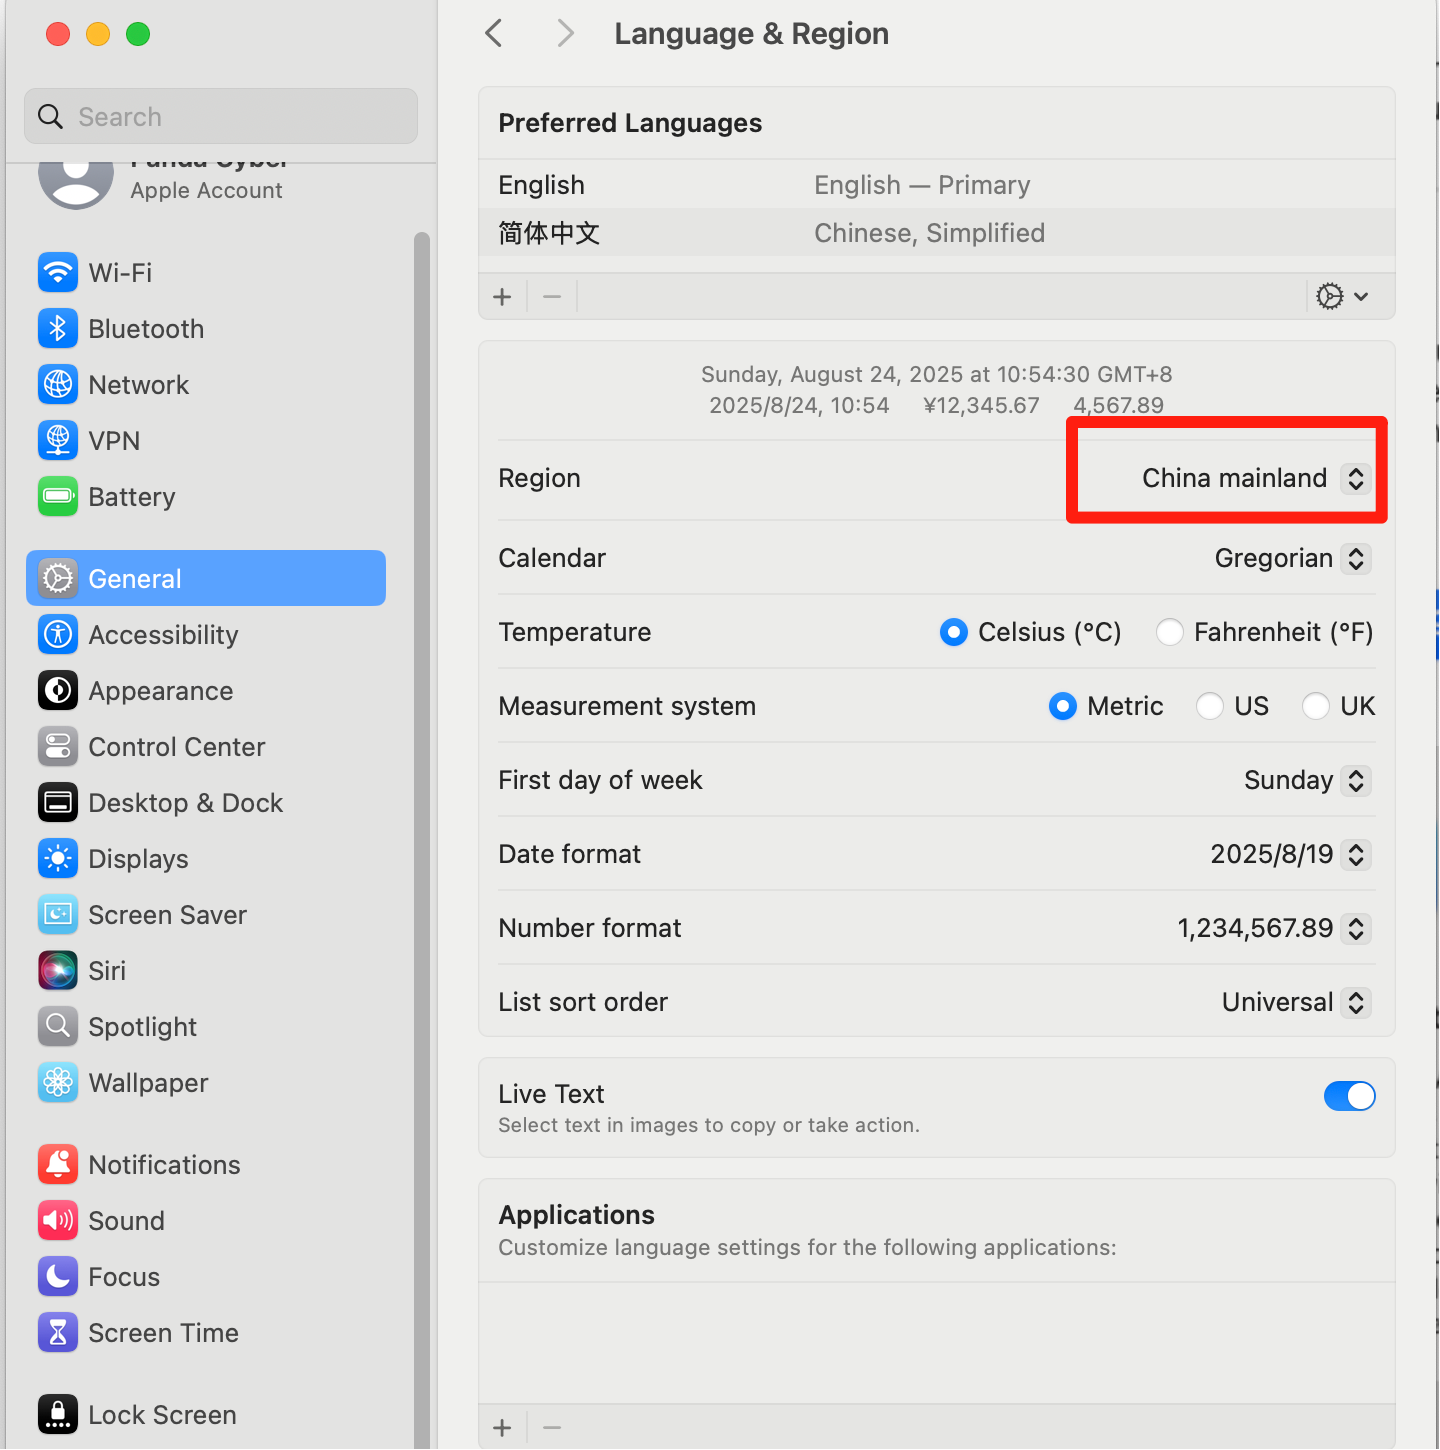 Language & Region
Search
Panda Cyber
Apple Account
Wi-Fi
Bluetooth
Network
VPN
Battery
General
Accessibility
Appearance
Control Center
Desktop & Dock
Displays
Screen Saver
Siri
Spotlight
Wallpaper
Notifications
Sound
Focus
Screen Time
Lock Screen
Preferred Languages
English English — Primary
简体中文 Chinese, Simplified
Sunday, August 24, 2025 at 10:54:30 GMT+8
2025/8/24, 10:54 ¥12,345.67 4,567.89
Region China mainland
Calendar Gregorian
Temperature Celsius (°C) Fahrenheit (°F)
Measurement system Metric US UK
First day of week Sunday
Date format 2025/8/19
Number format 1,234,567.89
List sort order Universal
Live Text
Select text in images to copy or take action.
Applications
Customize language settings for the following applications: